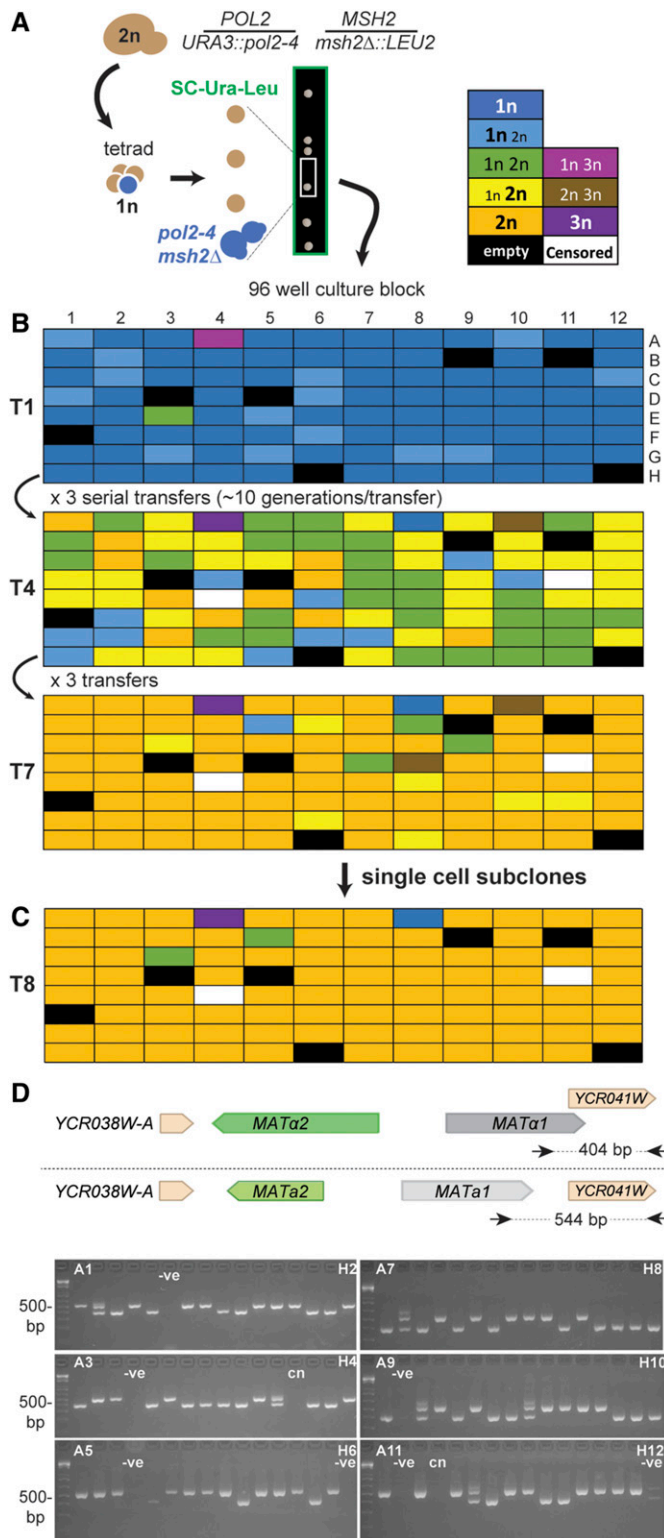 A
2n
POL2
MSH2
URA3::pol2-4
msh2Δ::LEU2
SC-Ura-Leu
tetrad
1n
pol2-4
msh2Δ
1n
1n 2n
1n 2n 1n 3n
1n 2n 2n 3n
2n 3n
empty Censored
96 well culture block
B
1 2 3 4 5 6 7 8 9 10 11 12
A
B
C
D
E
F
G
H
T1
x 3 serial transfers (~10 generations/transfer)
T4
x 3 transfers
T7
single cell subclones
C
T8
D
YCR038W-A MATα2 MATα1 YCR041W
404 bp
YCR038W-A MATa2 MATa1 YCR041W
544 bp
A1 -ve H2 A7 H8
500-
bp
A3 -ve cn H4 A9 -ve H10
500-
bp
A5 -ve H6 -ve A11 -ve cn H12 -ve
500-
bp